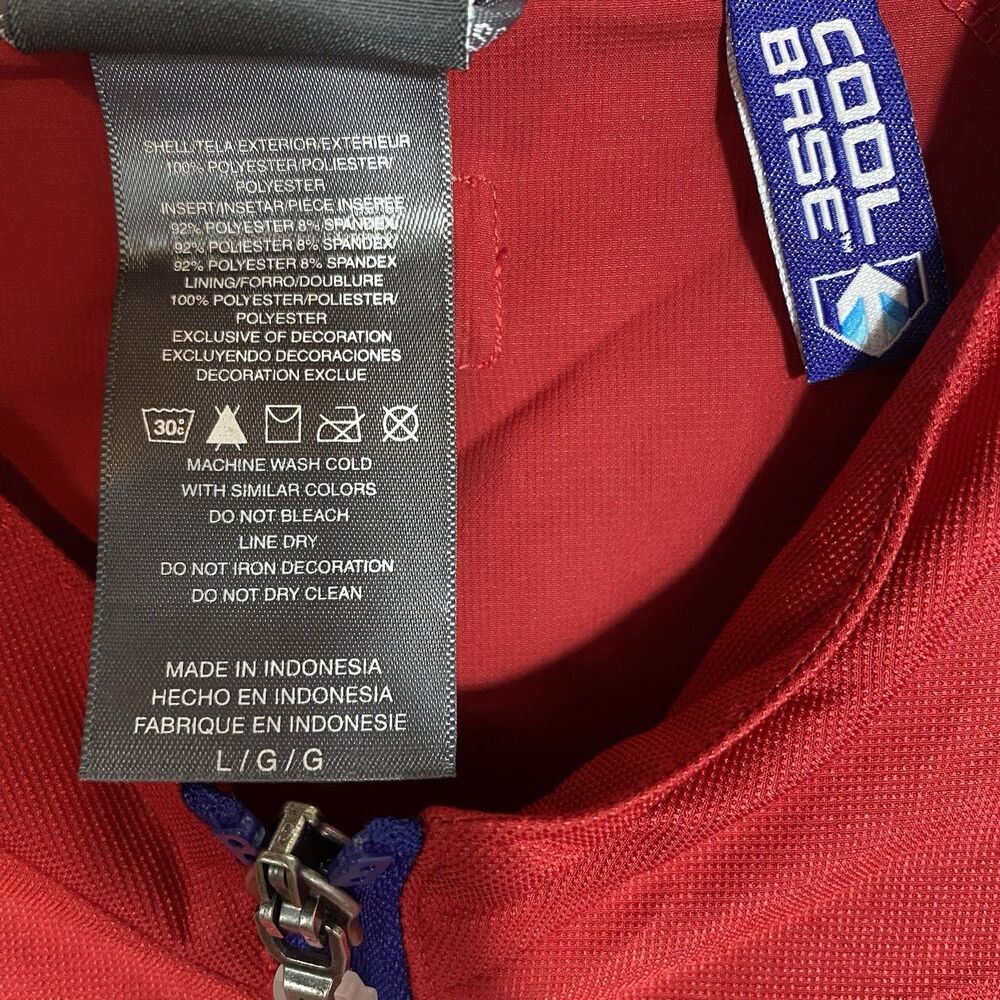 SHELL/TELA EXTERIOR/EXTÉRIEUR
100% POLYESTER/POLIESTER/
POLYESTER
INSERT/INSETAR/PIECE INSEREE
92% POLYESTER 8% SPANDEX/
92% POLIESTER 8% SPANDEX/
92% POLYESTER 8% SPANDEX
LINING/FORRO/DOUBLURE
100% POLYESTER/POLIESTER/
POLYESTER
EXCLUSIVE OF DECORATION
EXCLUYENDO DECORACIONES
DECORATION EXCLUE
30
MACHINE WASH COLD
WITH SIMILAR COLORS
DO NOT BLEACH
LINE DRY
DO NOT IRON DECORATION
DO NOT DRY CLEAN
MADE IN INDONESIA
HECHO EN INDONESIA
FABRIQUE EN INDONESIE
L / G / G
COOL
BASE™